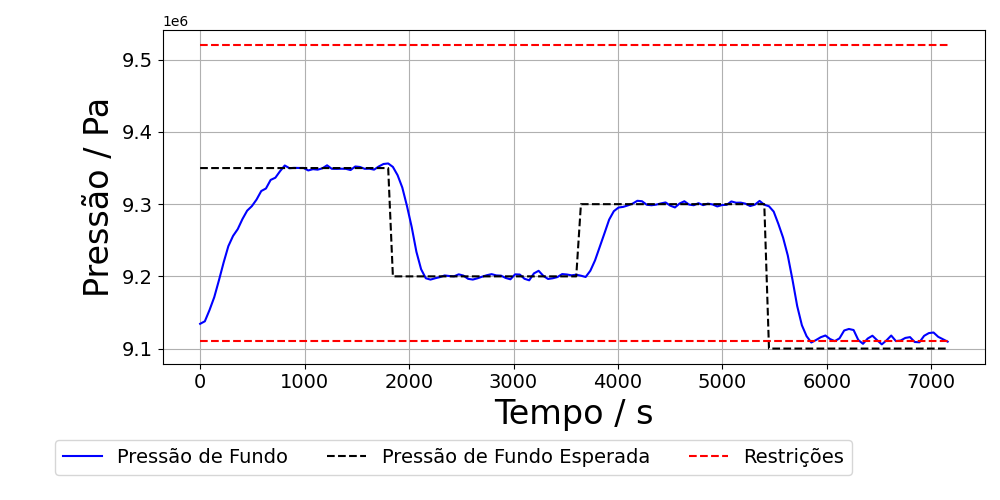 1e6
9.5
9.4
9.3
9.2
9.1
Pressão / Pa
0 1000 2000 3000 4000 5000 6000 7000
Tempo / s
Pressão de Fundo Pressão de Fundo Esperada Restrições